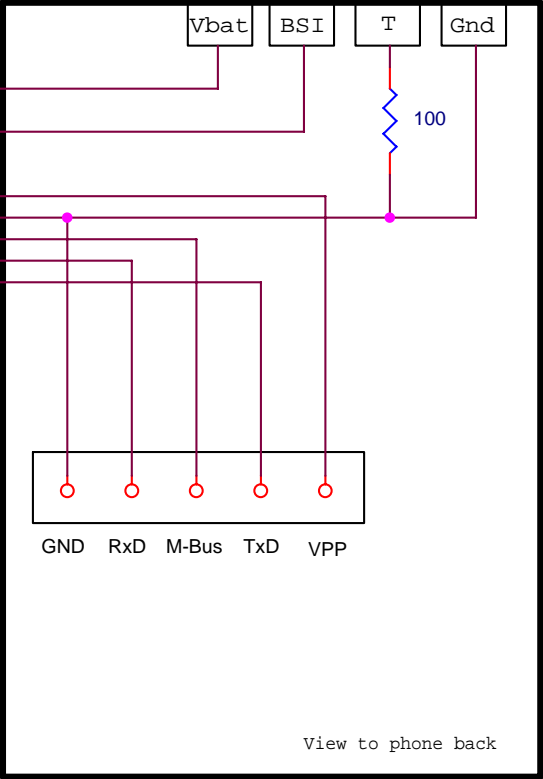 Vbat BSI T Gnd
100
GND RxD M-Bus TxD VPP
View to phone back